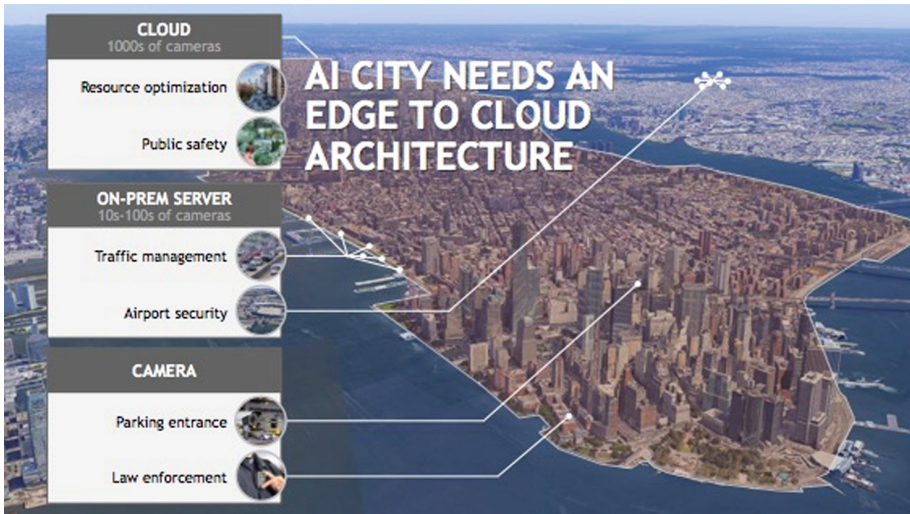 CLOUD
1000s of cameras
Resource optimization
Public safety
AI CITY NEEDS AN
EDGE TO CLOUD
ARCHITECTURE
ON-PREM SERVER
10s-100s of cameras
Traffic management
Airport security
CAMERA
Parking entrance
Law enforcement